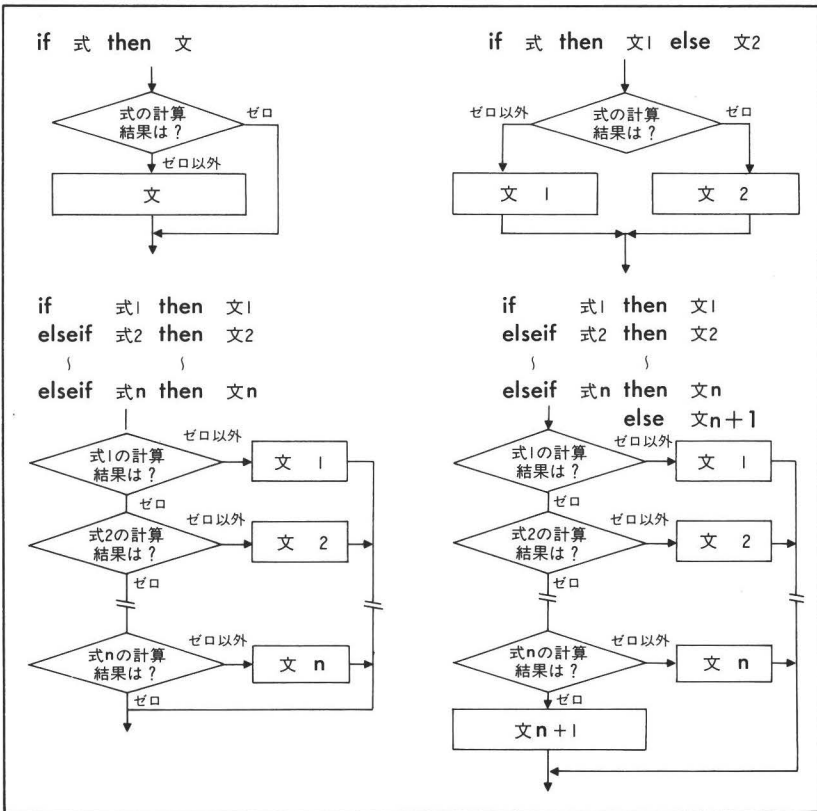 if 式 then 文
式の計算
結果は？
ゼロ
ゼロ以外
文
if 式 then 文1 else 文2
ゼロ以外
式の計算
結果は？
ゼロ
文 1
文 2
if 式1 then 文1
elseif 式2 then 文2
〜 〜
elseif 式n then 文n
式1の計算
結果は？
ゼロ以外
文 1
ゼロ
式2の計算
結果は？
ゼロ以外
文 2
ゼロ
式nの計算
結果は？
ゼロ以外
文 n
ゼロ
if 式1 then 文1
elseif 式2 then 文2
〜 〜
elseif 式n then 文n
else 文n+1
式1の計算
結果は？
ゼロ以外
文 1
ゼロ
式2の計算
結果は？
ゼロ以外
文 2
ゼロ
式nの計算
結果は？
ゼロ以外
文 n
ゼロ
文n+1